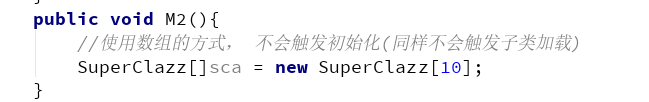 public void M2(){
//使用数组的方式， 不会触发初始化(同样不会触发子类加载)
SuperClazz[]sca = new SuperClazz[10];
}